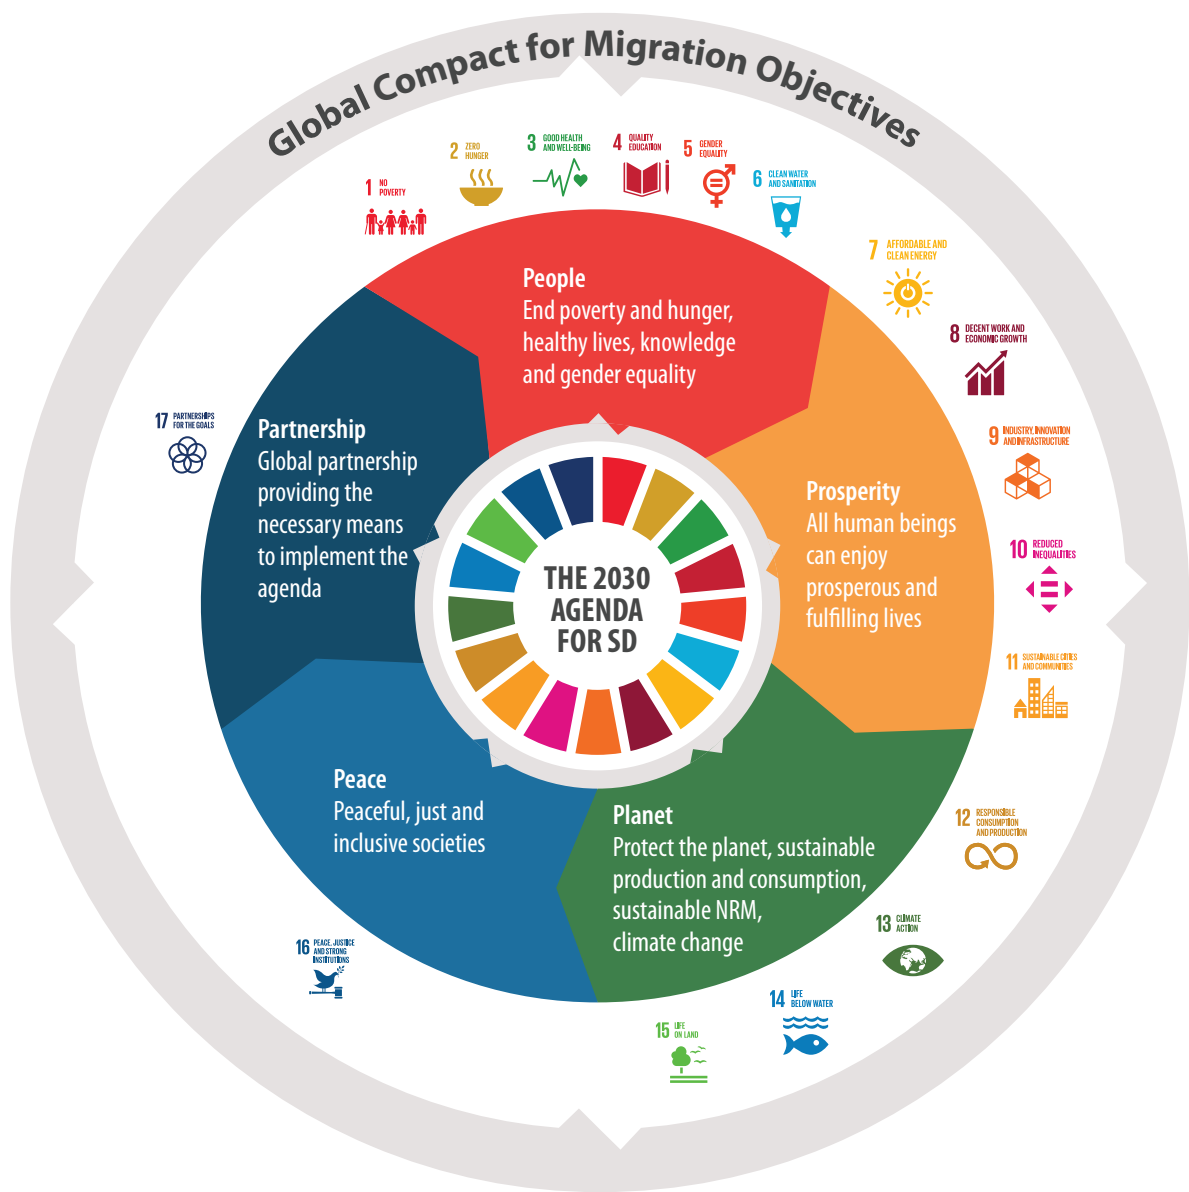 Global Compact for Migration Objectives
1 NO
POVERTY
2 ZERO
HUNGER
3 GOOD HEALTH
AND WELL-BEING
4 QUALITY
EDUCATION
5 GENDER
EQUALITY
6 CLEAN WATER
AND SANITATION
7 AFFORDABLE AND
CLEAN ENERGY
8 DECENT WORK AND
ECONOMIC GROWTH
9 INDUSTRY, INNOVATION
AND INFRASTRUCTURE
10 REDUCED
INEQUALITIES
11 SUSTAINABLE CITIES
AND COMMUNITIES
12 RESPONSIBLE
CONSUMPTION
AND PRODUCTION
13 CLIMATE
ACTION
14 LIFE
BELOW WATER
15 LIFE
ON LAND
16 PEACE, JUSTICE
AND STRONG
INSTITUTIONS
17 PARTNERSHIPS
FOR THE GOALS
People
End poverty and hunger,
healthy lives, knowledge
and gender equality
Prosperity
All human beings
can enjoy
prosperous and
fulfilling lives
Planet
Protect the planet, sustainable
production and consumption,
sustainable NRM,
climate change
Peace
Peaceful, just and
inclusive societies
Partnership
Global partnership
providing the
necessary means
to implement the
agenda
THE 2030
AGENDA
FOR SD